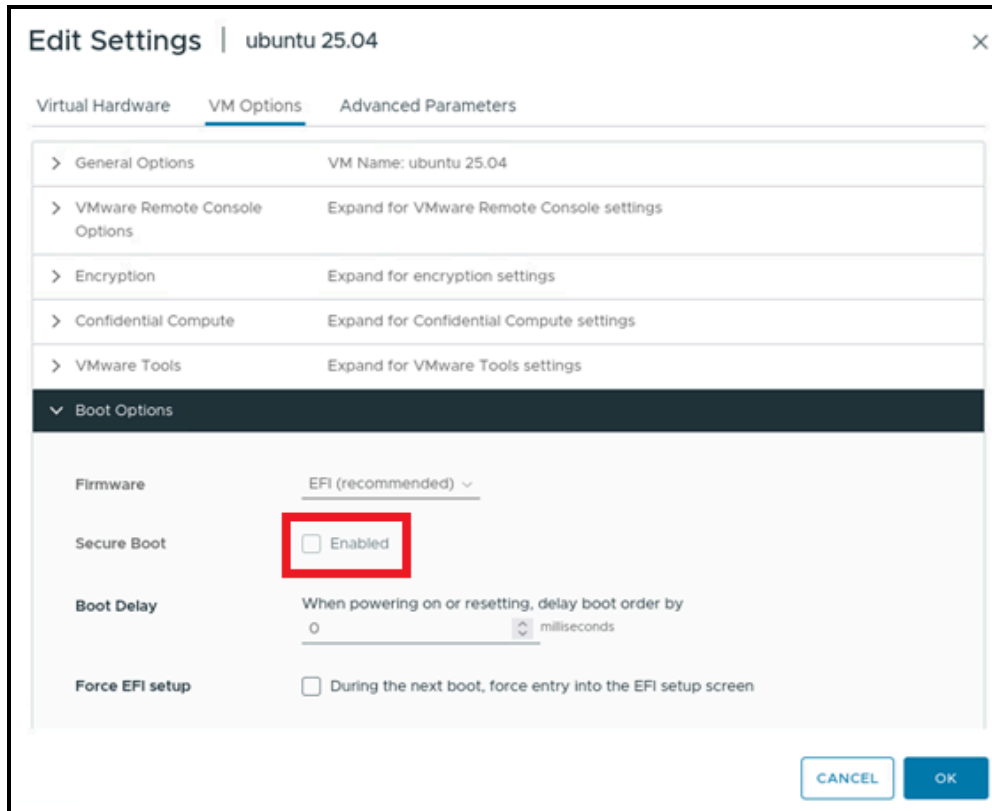 Edit Settings | ubuntu 25.04
Virtual Hardware VM Options Advanced Parameters
General Options VM Name: ubuntu 25.04
VMware Remote Console Expand for VMware Remote Console settings
Options
Encryption Expand for encryption settings
Confidential Compute Expand for Confidential Compute settings
VMware Tools Expand for VMware Tools settings
Boot Options
Firmware EFI (recommended)
Secure Boot Enabled
Boot Delay When powering on or resetting, delay boot order by
0 milliseconds
Force EFI setup During the next boot, force entry into the EFI setup screen
CANCEL OK